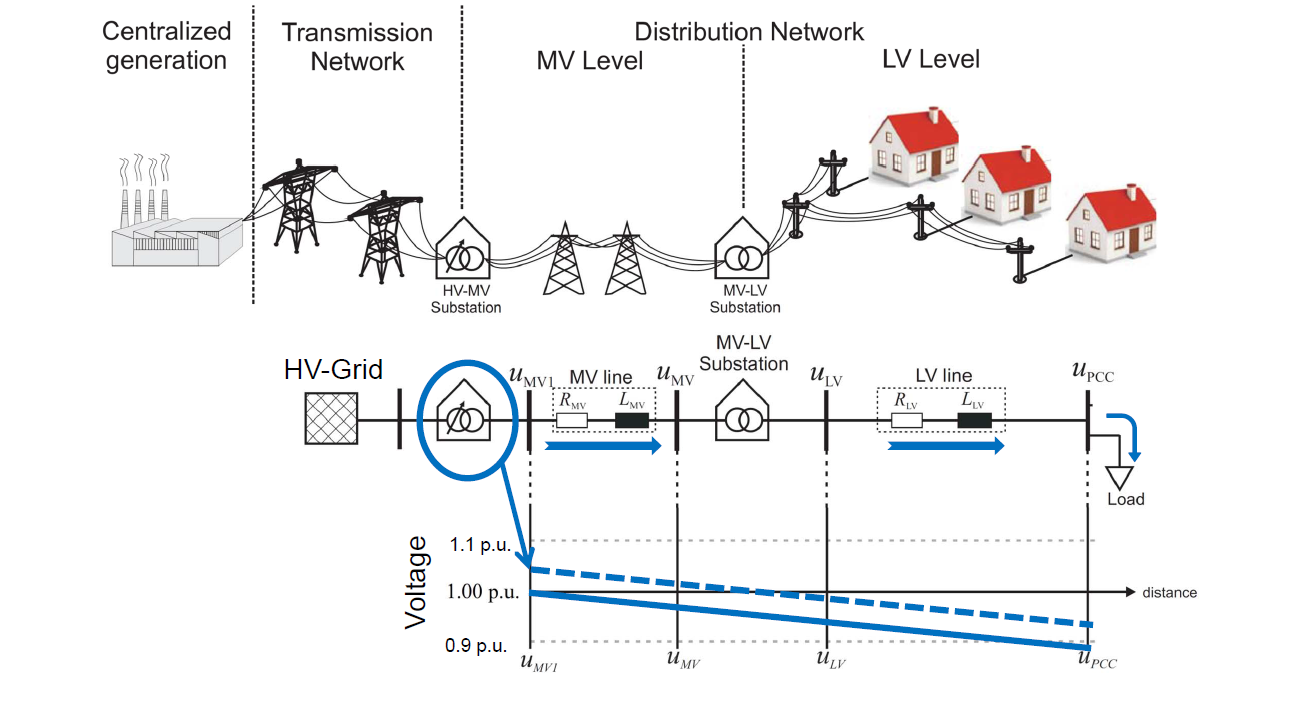 Centralized
generation
Transmission
Network
Distribution Network
MV Level
LV Level
HV-MV
Substation
MV-LV
Substation
MV-LV
Substation
HV-Grid
uMV1
MV line
uMV
uLV
LV line
uPCC
RMV
LMV
RLV
LLV
Load
Voltage
1.1 p.u.
1.00 p.u.
0.9 p.u.
distance
uMV1
uMV
uLV
uPCC